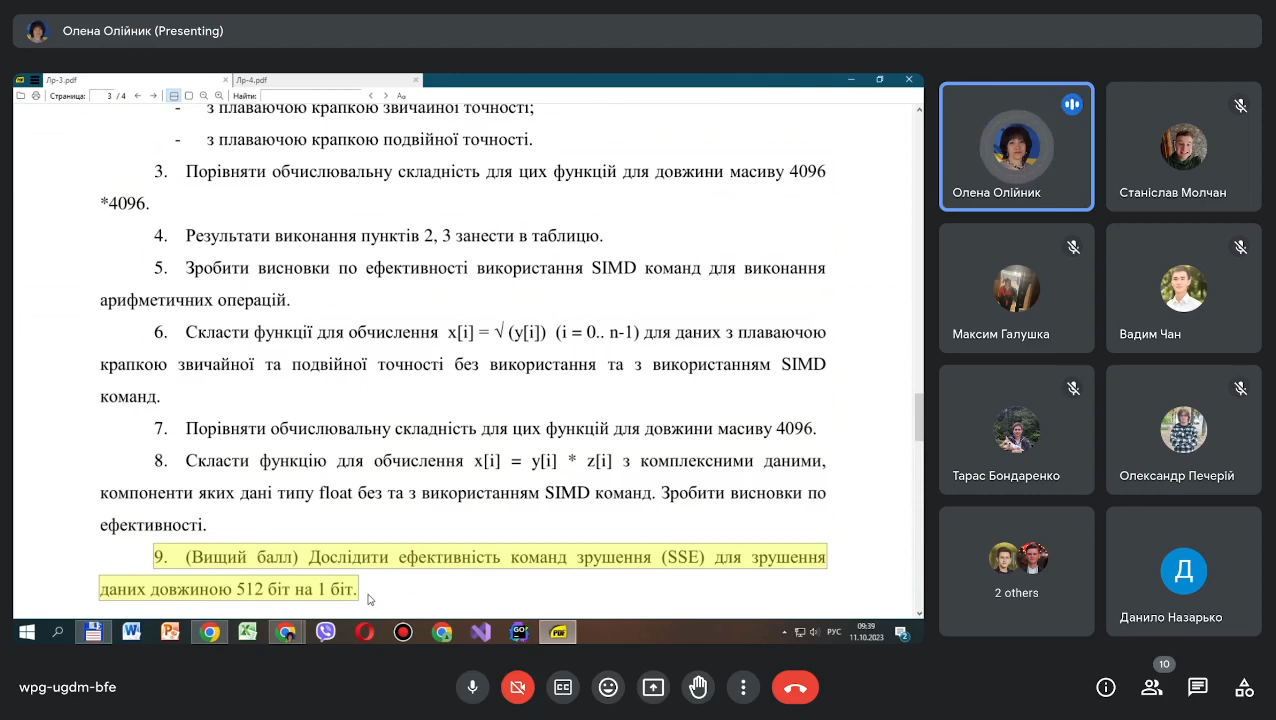 Олена Олійник (Presenting)
Лр-3.pdf
Лр-4.pdf
Страница: 3 / 4
Найти:
Aa
- з плаваючою крапкою звичайної точності;
- з плаваючою крапкою подвійної точності.
3. Порівняти обчислювальну складність для цих функцій для довжини масиву 4096
*4096.
4. Результати виконання пунктів 2, 3 занести в таблицю.
5. Зробити висновки по ефективності використання SIMD команд для виконання
арифметичних операцій.
6. Скласти функції для обчислення x[i] = √ (y[i]) (i = 0.. n-1) для даних з плаваючою
крапкою звичайної та подвійної точності без використання та з використанням SIMD
команд.
7. Порівняти обчислювальну складність для цих функцій для довжини масиву 4096.
8. Скласти функцію для обчислення x[i] = y[i] * z[i] з комплексними даними,
компоненти яких дані типу float без та з використанням SIMD команд. Зробити висновки по
ефективності.
9. (Вищий балл) Дослідити ефективність команд зрушення (SSE) для зрушення
даних довжиною 512 біт на 1 біт.
РУС
09:39
11.10.2023
2
Олена Олійник
Станіслав Молчан
Максим Галушка
Вадим Чан
Тарас Бондаренко
Олександр Печерій
2 others
Д
Данило Назарько
wpg-ugdm-bfe
10